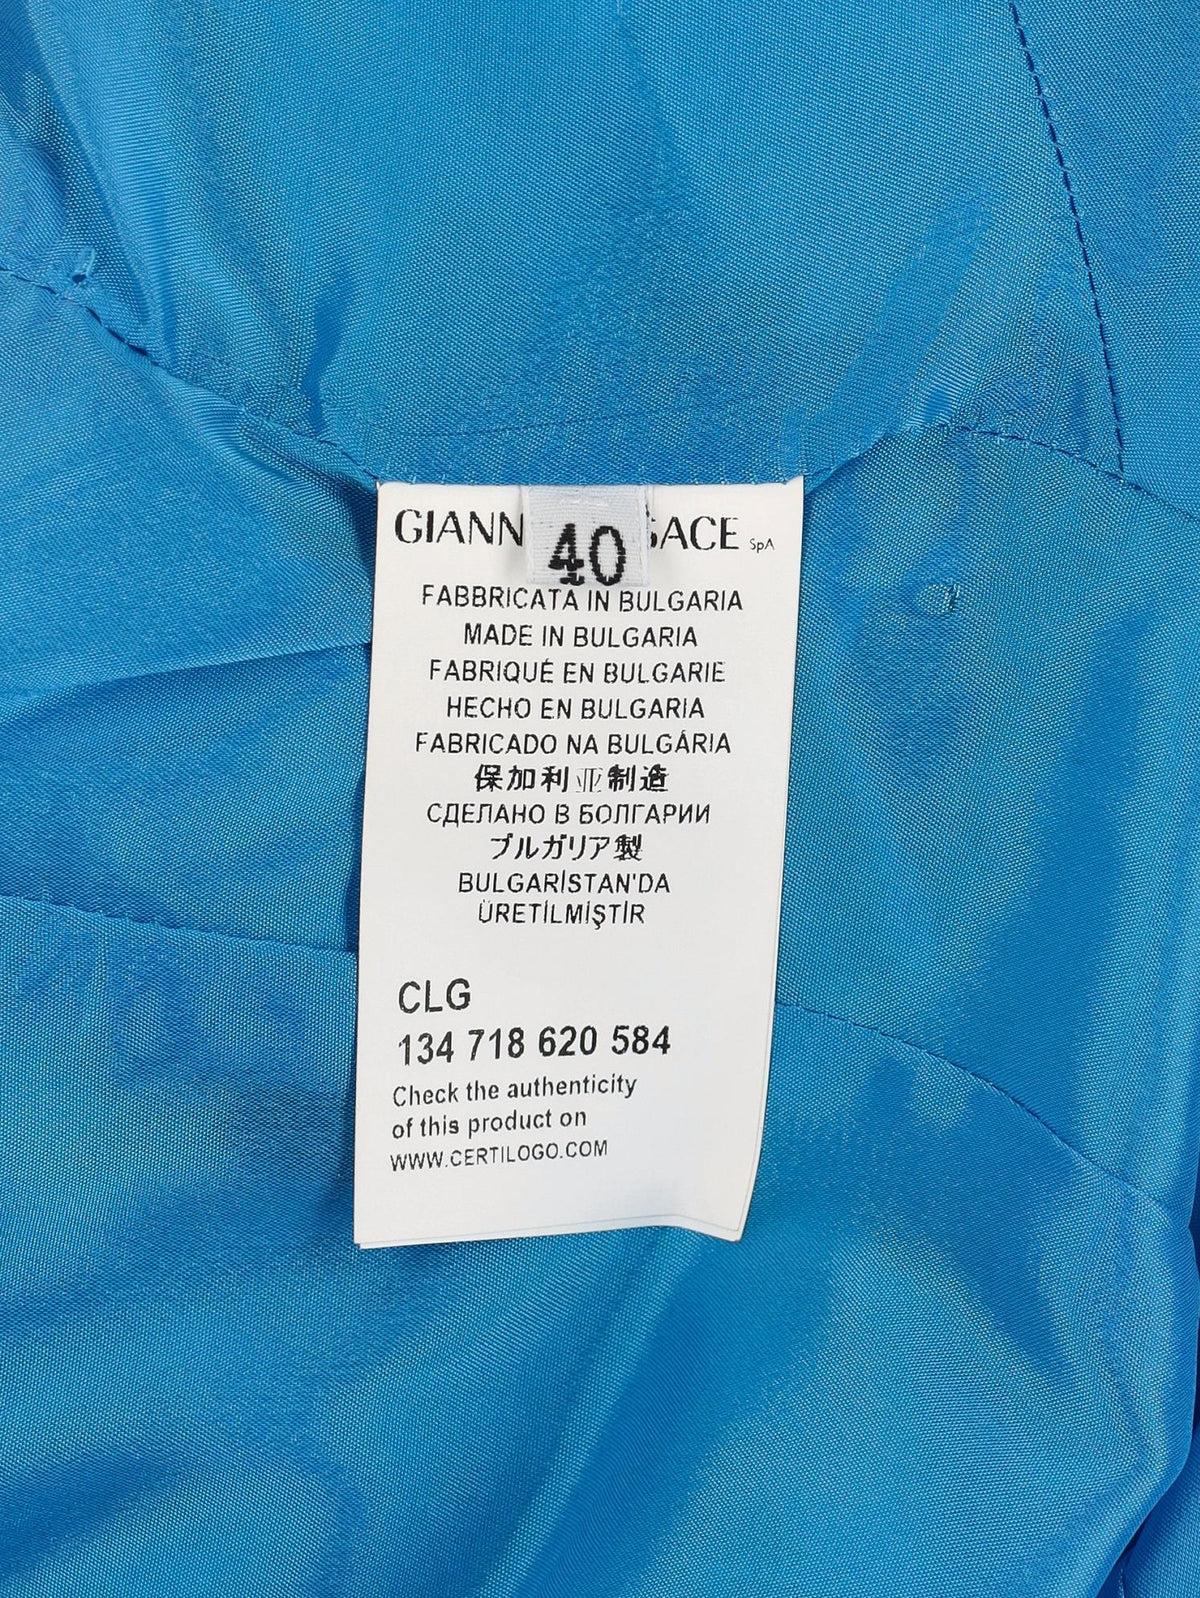 GIANN 40 SACE SpA
FABBRICATA IN BULGARIA
MADE IN BULGARIA
FABRIQUÉ EN BULGARIE
HECHO EN BULGARIA
FABRICADO NA BULGÁRIA
保加利亚制造
СДЕЛАНО В БОЛГАРИИ
ブルガリア製
BULGARİSTAN'DA
ÜRETİLMİŞTİR
CLG
134 718 620 584
Check the authenticity
of this product on
WWW.CERTILOGO.COM